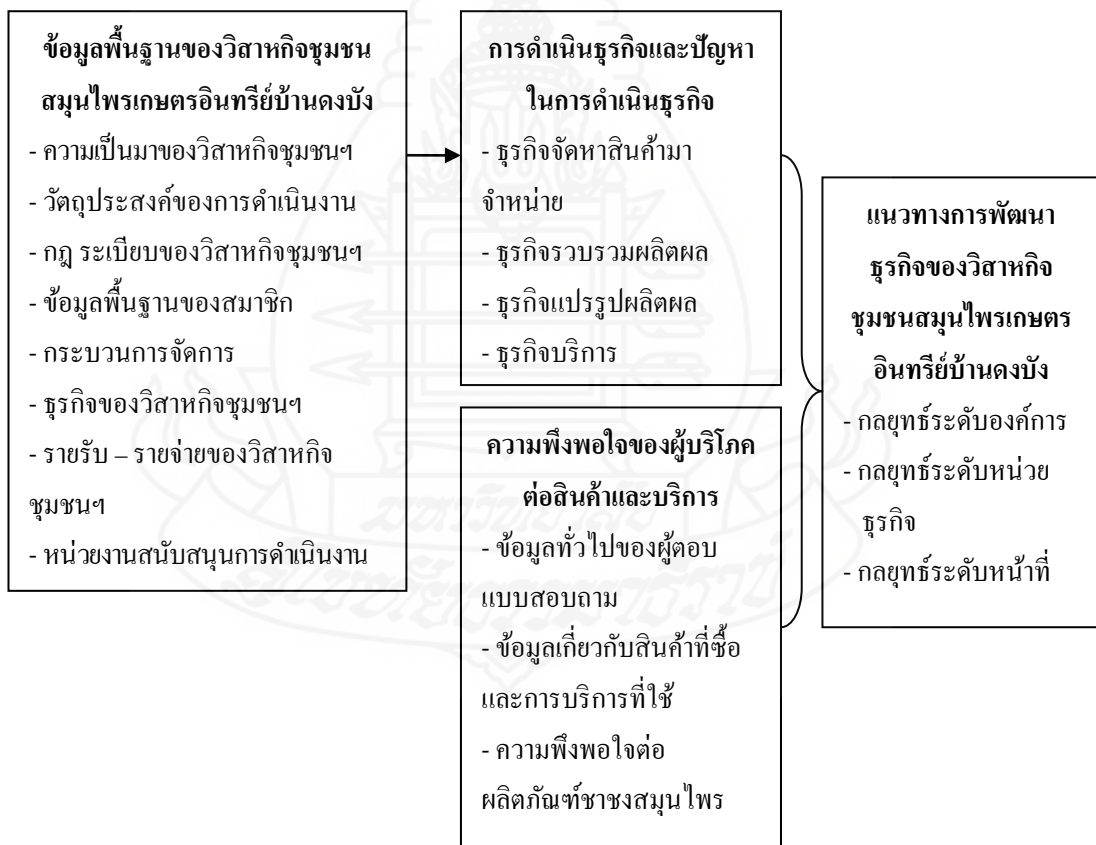 ข้อมูลพื้นฐานของวิสาหกิจชุมชน
สมุนไพรเกษตรอินทรีย์บ้านดงบัง
- ความเป็นมาของวิสาหกิจชุมชนฯ
- วัตถุประสงค์ของการดำเนินงาน
- กฎ ระเบียบของวิสาหกิจชุมชนฯ
- ข้อมูลพื้นฐานของสมาชิก
- กระบวนการจัดการ
- ธุรกิจของวิสาหกิจชุมชนฯ
- รายรับ – รายจ่ายของวิสาหกิจ
ชุมชนฯ
- หน่วยงานสนับสนุนการดำเนินงาน
การดำเนินธุรกิจและปัญหา
ในการดำเนินธุรกิจ
- ธุรกิจจัดหาสินค้ามา
จำหน่าย
- ธุรกิจรวบรวมผลิตผล
- ธุรกิจแปรรูปผลิตผล
- ธุรกิจบริการ
ความพึงพอใจของผู้บริโภค
ต่อสินค้าและบริการ
- ข้อมูลทั่วไปของผู้ตอบ
แบบสอบถาม
- ข้อมูลเกี่ยวกับสินค้าที่ซื้อ
และการบริการที่ใช้
- ความพึงพอใจต่อ
ผลิตภัณฑ์ชาชงสมุนไพร
แนวทางการพัฒนา
ธุรกิจของวิสาหกิจ
ชุมชนสมุนไพรเกษตร
อินทรีย์บ้านดงบัง
- กลยุทธ์ระดับองค์การ
- กลยุทธ์ระดับหน่วย
ธุรกิจ
- กลยุทธ์ระดับหน้าที่
มหาวิทยาลัย
สุโขทัยธรรมาธิราช